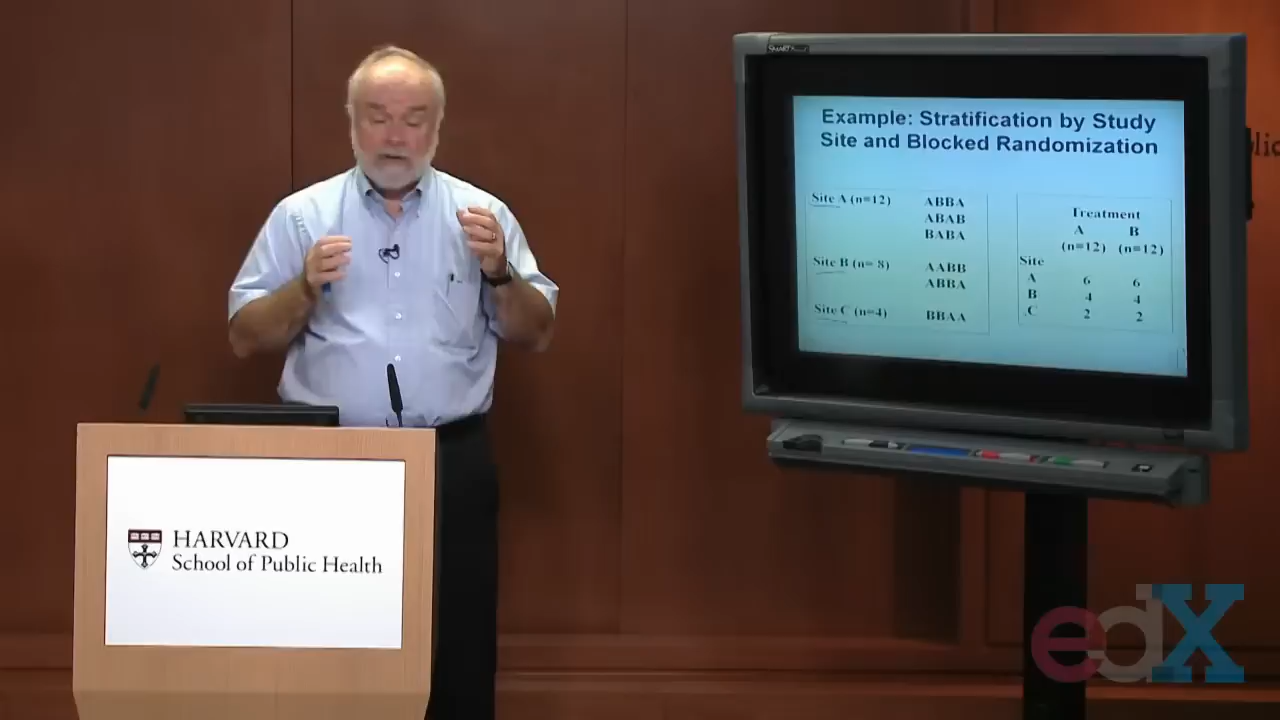 SMART
Example: Stratification by Study
Site and Blocked Randomization
Site A (n=12) ABBA
ABAB
BABA
Site B (n= 8) AABB
ABBA
Site C (n=4) BBAA
Treatment
A B
(n=12) (n=12)
Site
A 6 6
B 4 4
C 2 2
HARVARD
School of Public Health
edX